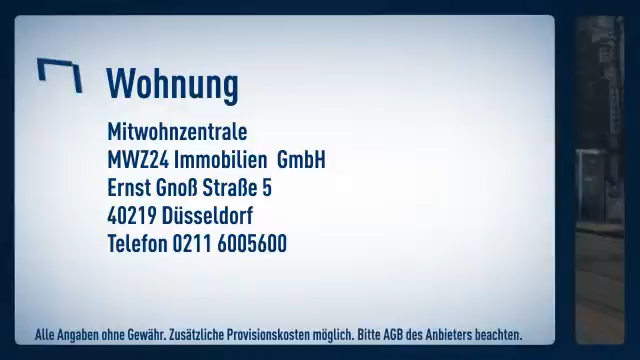 Wohnung
Mitwohnzentrale
MWZ24 Immobilien GmbH
Ernst Gnoß Straße 5
40219 Düsseldorf
Telefon 0211 6005600
Alle Angaben ohne Gewähr. Zusätzliche Provisionskosten möglich. Bitte AGB des Anbieters beachten.